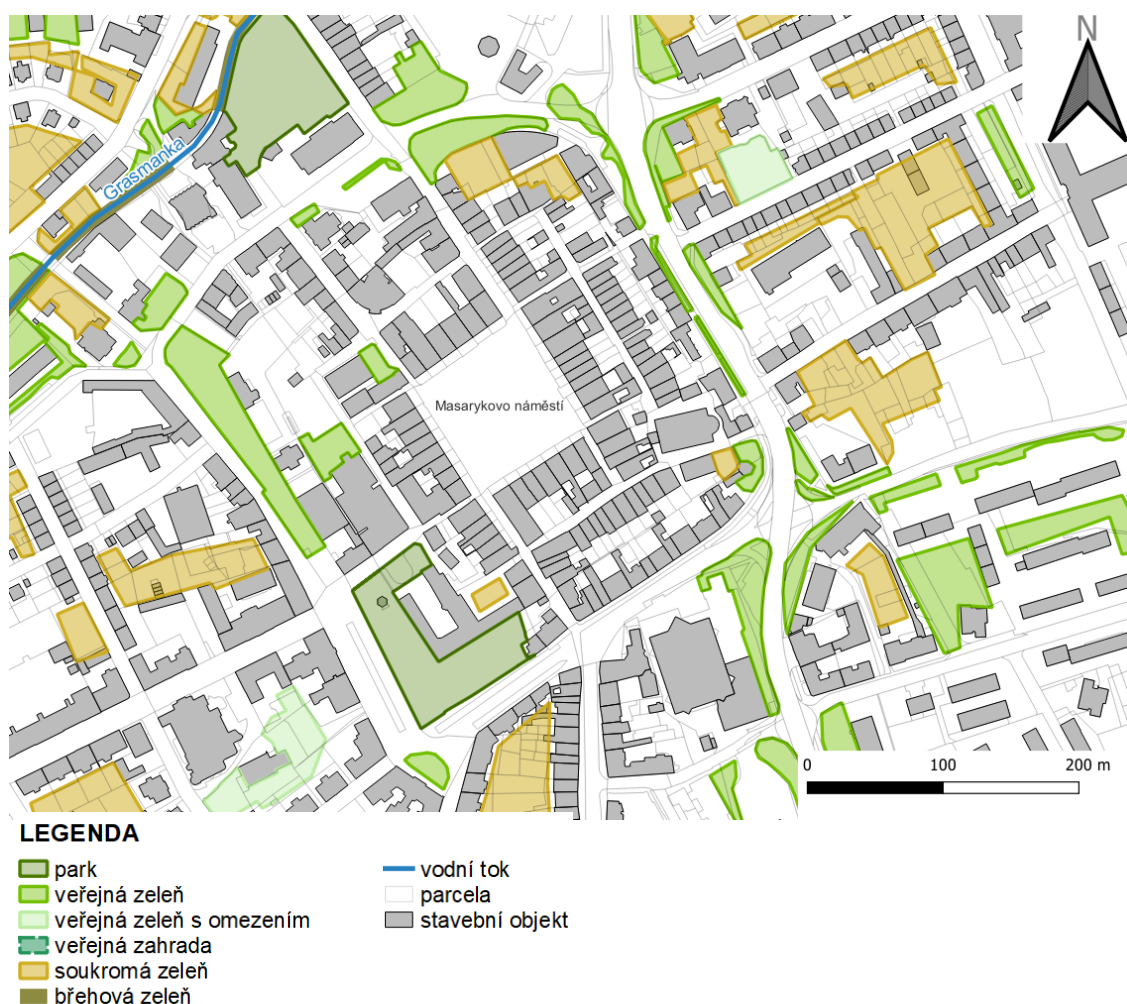 N
Grasmanka
Masarykovo náměstí
0 100 200 m
LEGENDA
park
veřejná zeleň
veřejná zeleň s omezením
veřejná zahrada
soukromá zeleň
břehová zeleň
vodní tok
parcela
stavební objekt